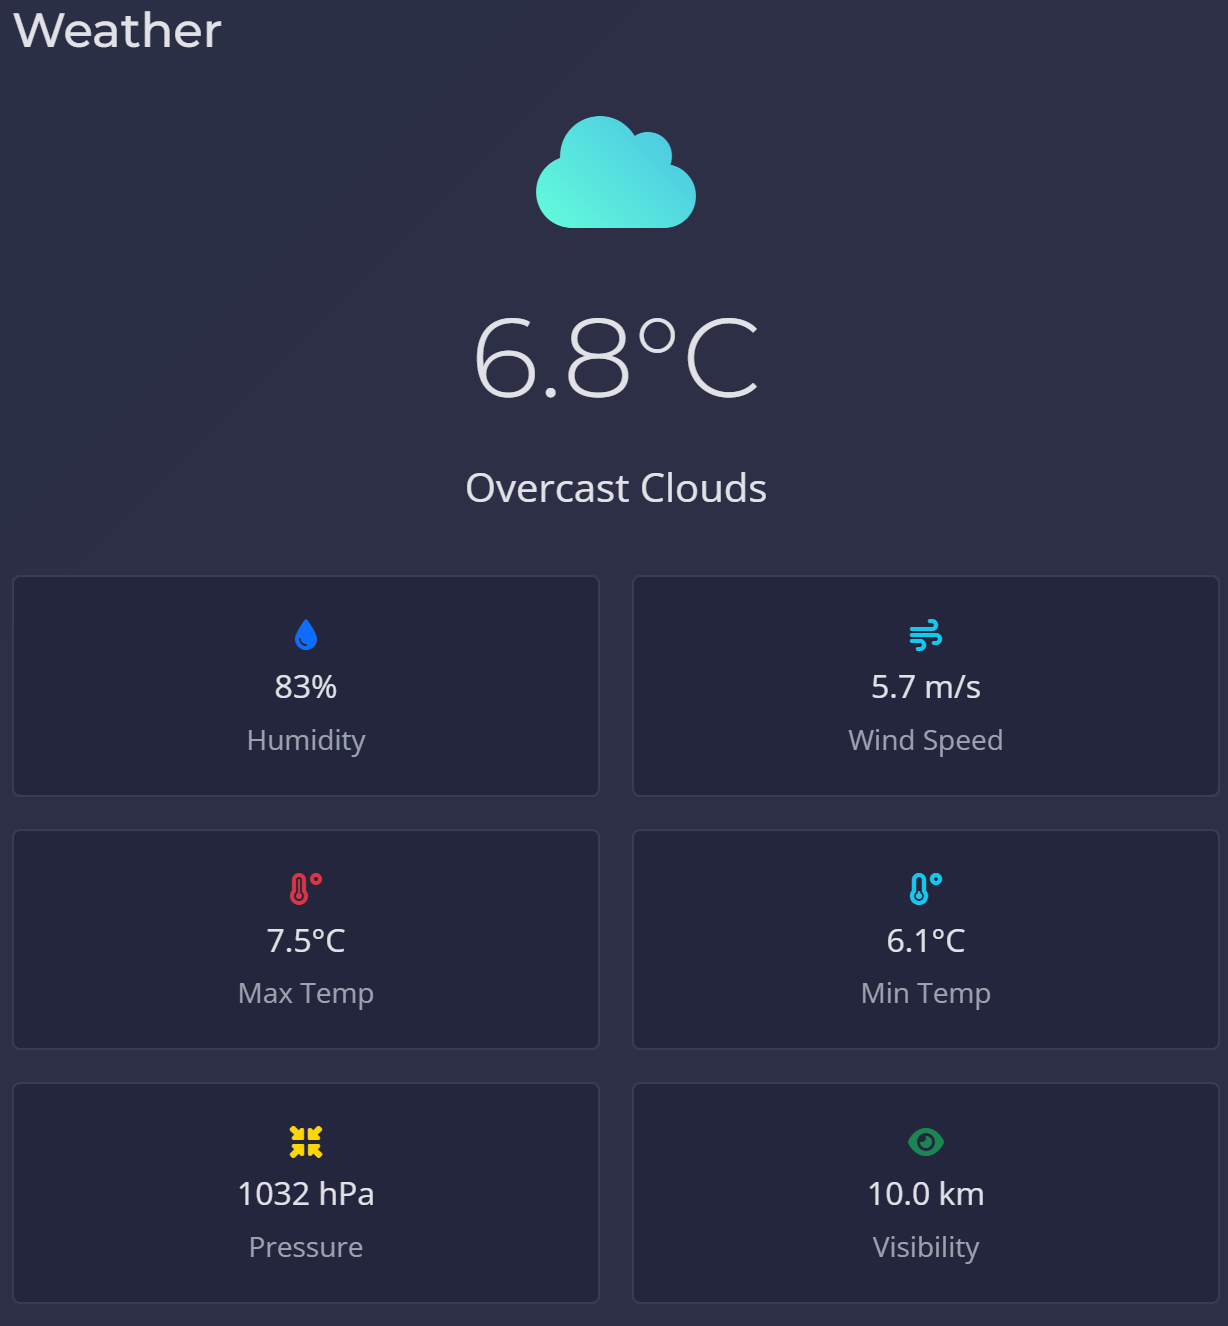 Weather
6.8°C
Overcast Clouds
83%
Humidity
5.7 m/s
Wind Speed
7.5°C
Max Temp
6.1°C
Min Temp
1032 hPa
Pressure
10.0 km
Visibility